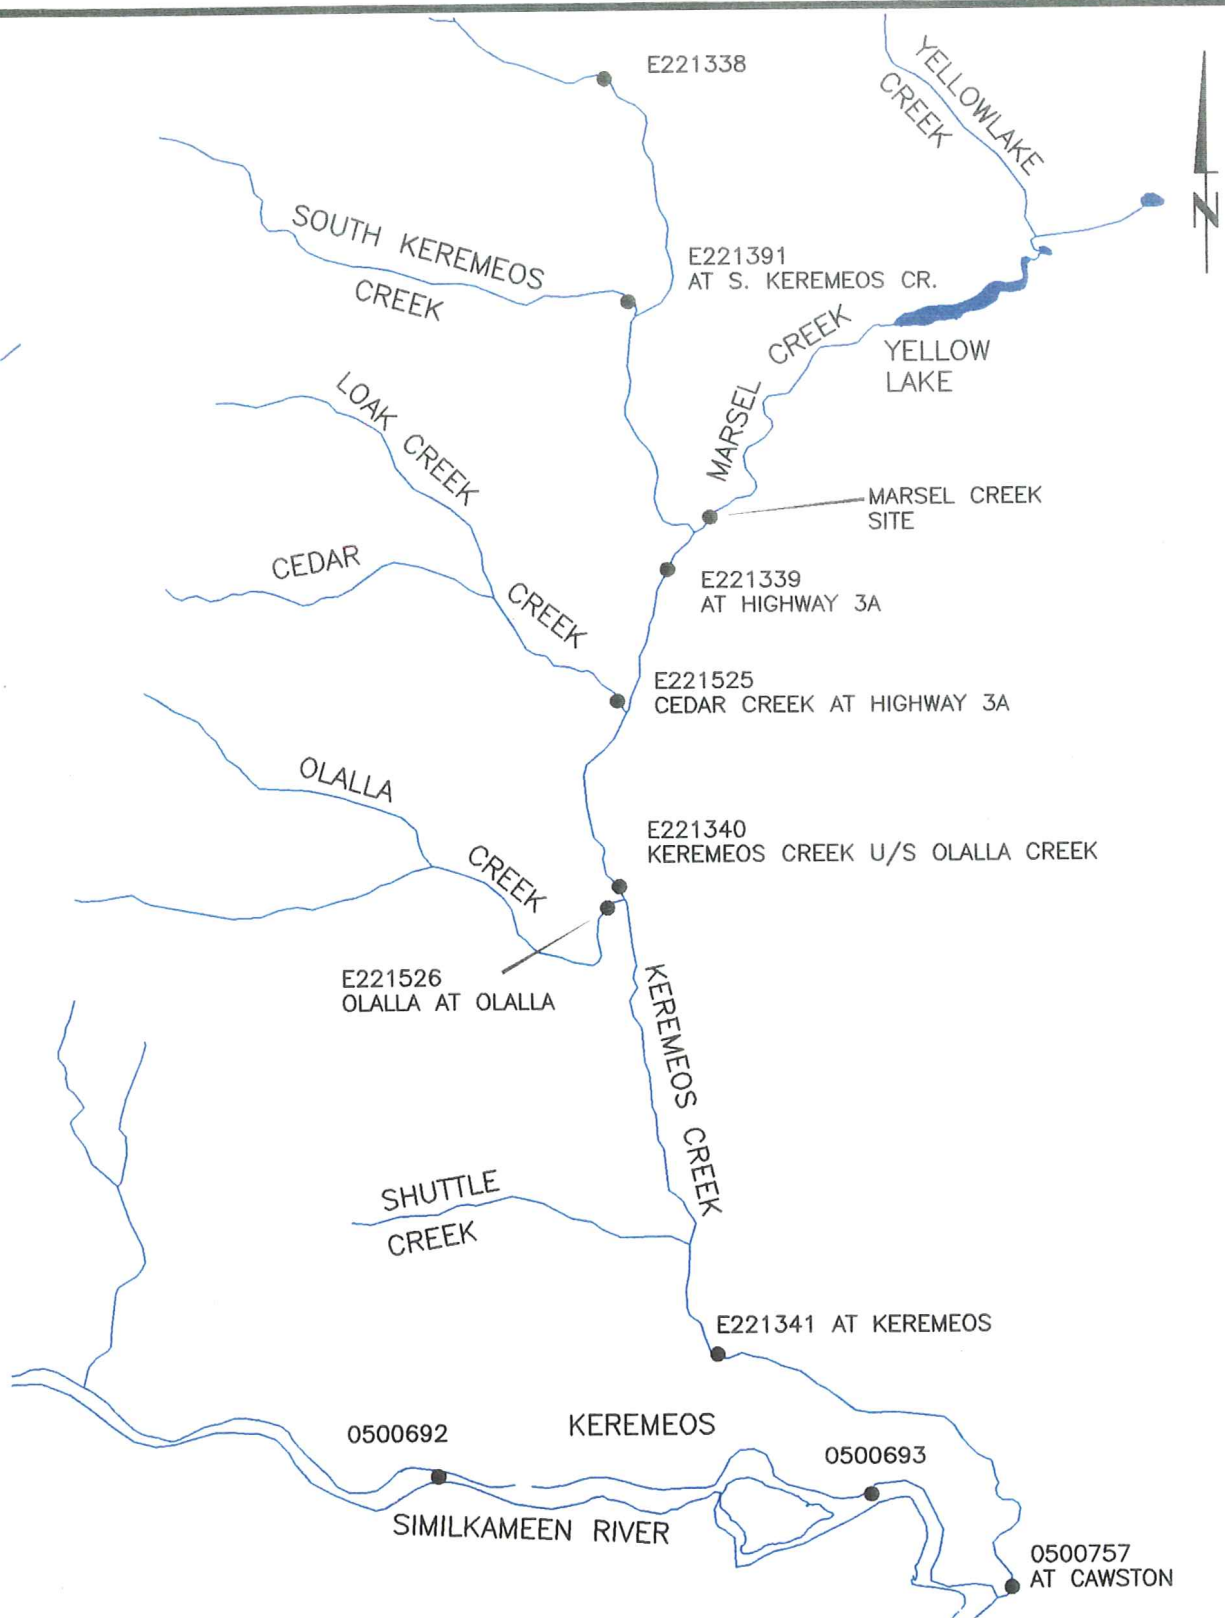 E221338
YELLOWLAKE
CREEK
N
SOUTH KEREMEOS
CREEK
E221391
AT S. KEREMEOS CR.
MARSEL CREEK
YELLOW
LAKE
LOAK CREEK
MARSEL CREEK
SITE
CEDAR CREEK
E221339
AT HIGHWAY 3A
E221525
CEDAR CREEK AT HIGHWAY 3A
OLALLA CREEK
E221340
KEREMEOS CREEK U/S OLALLA CREEK
E221526
OLALLA AT OLALLA
KEREMEOS CREEK
SHUTTLE
CREEK
E221341 AT KEREMEOS
KEREMEOS
0500692
0500693
SIMILKAMEEN RIVER
0500757
AT CAWSTON